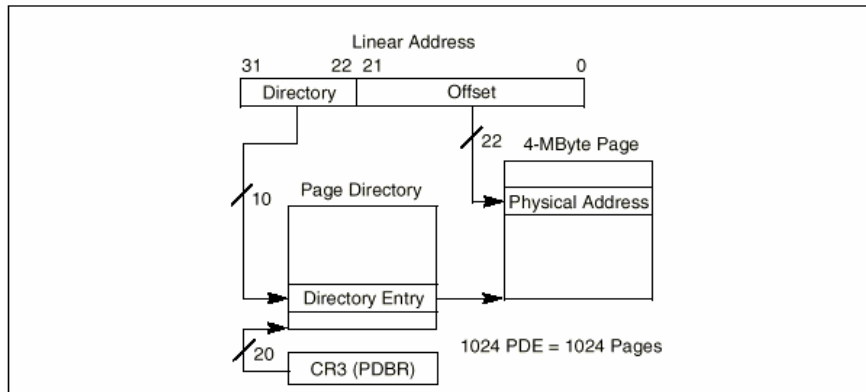 Linear Address
31 22 21 0
Directory Offset
22
4-MByte Page
10
Page Directory
Physical Address
Directory Entry
20
CR3 (PDBR)
1024 PDE = 1024 Pages